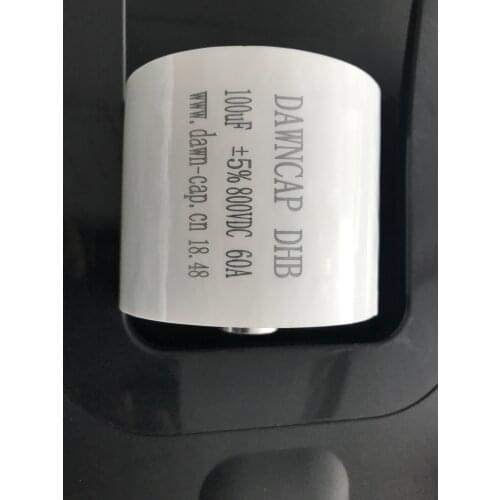 DAWNCAP DHB
100uF ±5% 800VDC 60A
www.dawn-cap.cn 18.48